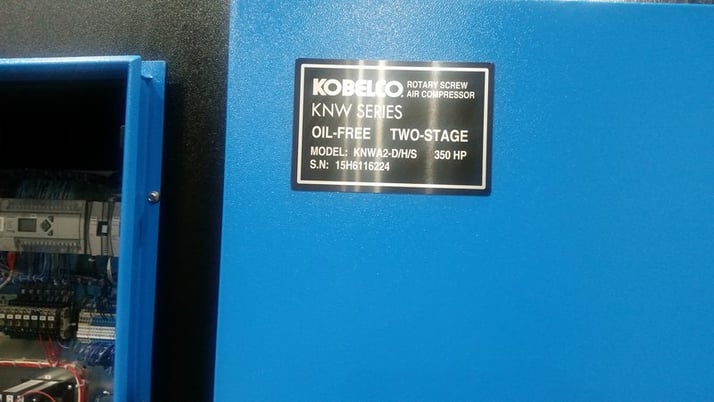 KOBELCO. ROTARY SCREW
AIR COMPRESSOR
KNW SERIES
OIL-FREE TWO-STAGE
MODEL: KNWA2-D/H/S 350 HP
S.N: 15H6116224